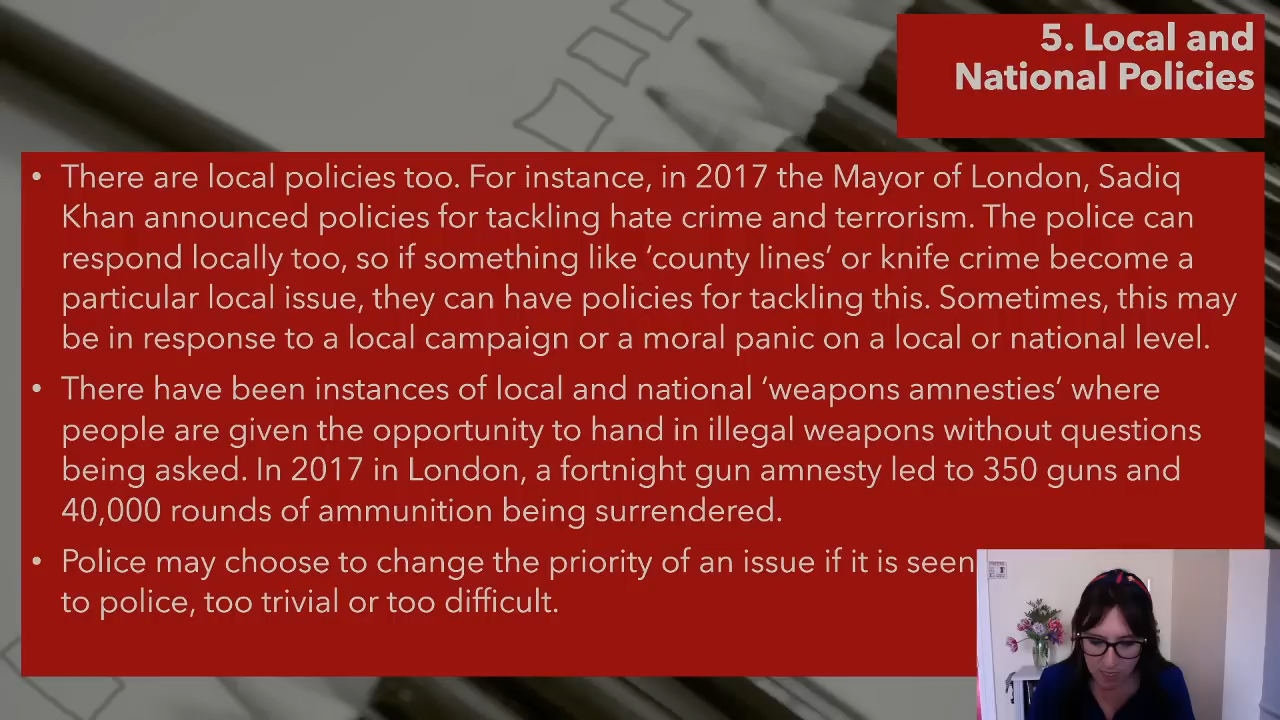 5. Local and
National Policies
• There are local policies too. For instance, in 2017 the Mayor of London, Sadiq
Khan announced policies for tackling hate crime and terrorism. The police can
respond locally too, so if something like ‘county lines’ or knife crime become a
particular local issue, they can have policies for tackling this. Sometimes, this may
be in response to a local campaign or a moral panic on a local or national level.
• There have been instances of local and national ‘weapons amnesties’ where
people are given the opportunity to hand in illegal weapons without questions
being asked. In 2017 in London, a fortnight gun amnesty led to 350 guns and
40,000 rounds of ammunition being surrendered.
• Police may choose to change the priority of an issue if it is seen
to police, too trivial or too difficult.